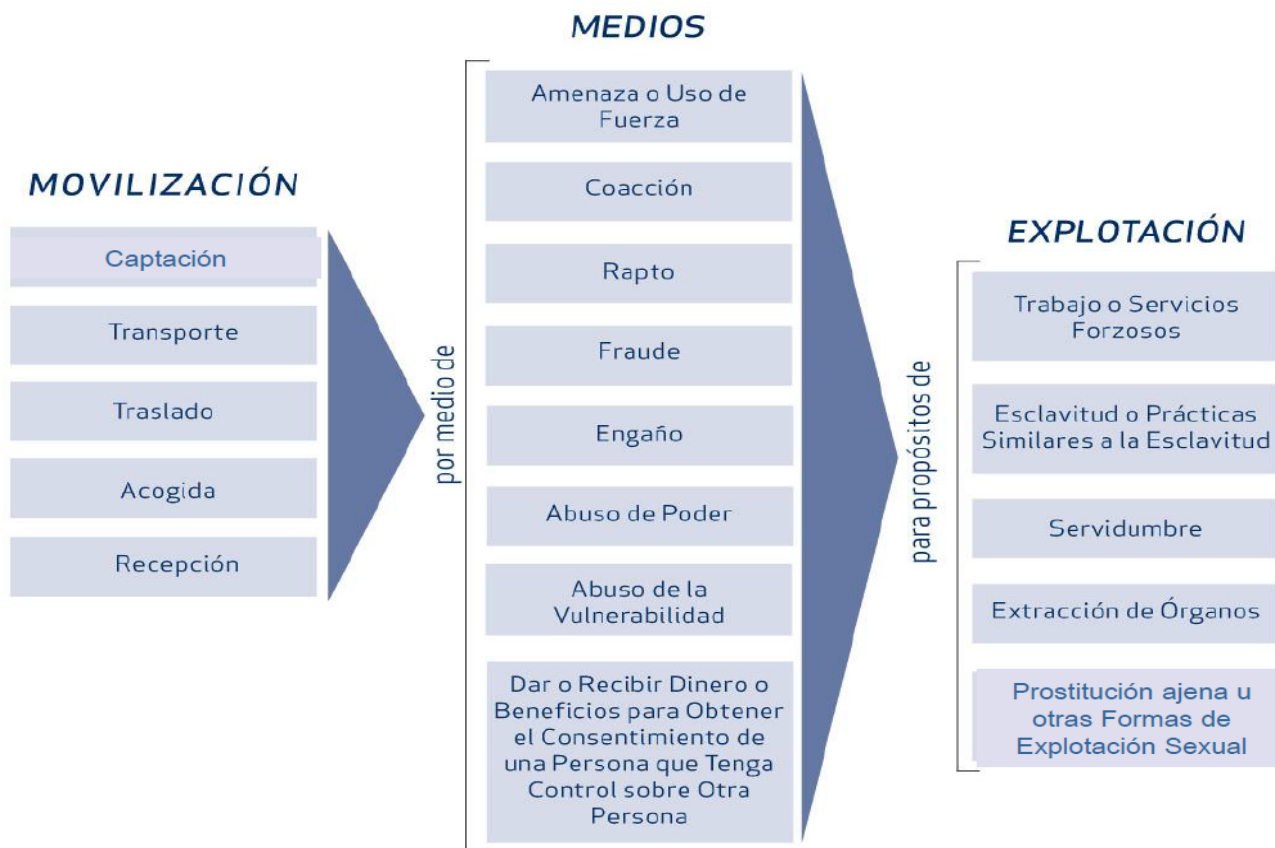 MOVILIZACIÓN
Captación
Transporte
Traslado
Acogida
Recepción
por medio de
MEDIOS
Amenaza o Uso de
Fuerza
Coacción
Rapto
Fraude
Engaño
Abuso de Poder
Abuso de la
Vulnerabilidad
Dar o Recibir Dinero o
Beneficios para Obtener
el Consentimiento de
una Persona que Tenga
Control sobre Otra
Persona
para propósitos de
EXPLOTACIÓN
Trabajo o Servicios
Forzosos
Esclavitud o Prácticas
Similares a la Esclavitud
Servidumbre
Extracción de Órganos
Prostitución ajena u
otras Formas de
Explotación Sexual